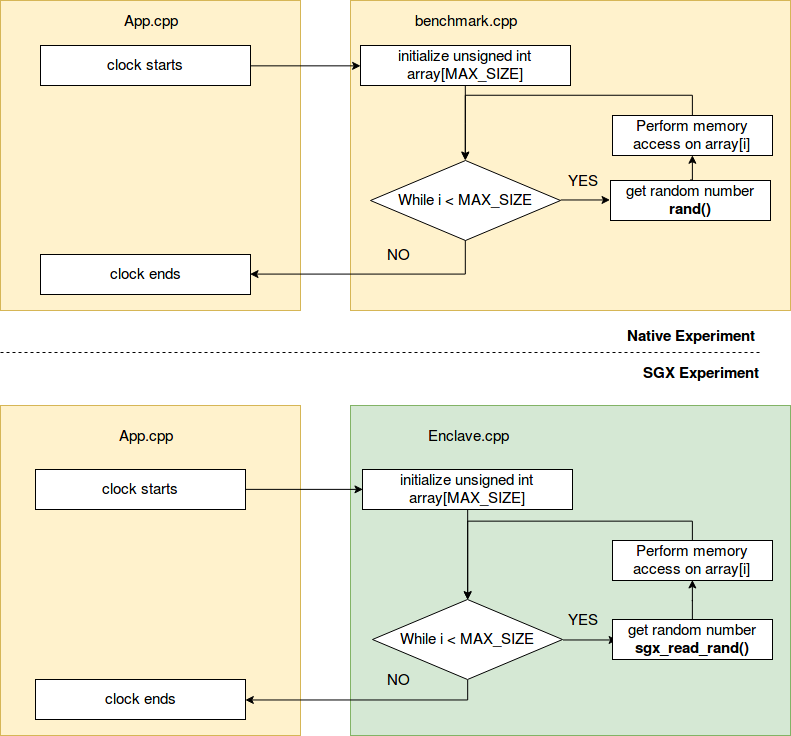 App.cpp
benchmark.cpp
clock starts
initialize unsigned int
array[MAX_SIZE]
Perform memory
access on array[i]
YES
While i < MAX_SIZE
get random number
rand()
NO
clock ends
Native Experiment
SGX Experiment
App.cpp
Enclave.cpp
clock starts
initialize unsigned int
array[MAX_SIZE]
Perform memory
access on array[i]
YES
While i < MAX_SIZE
get random number
sgx_read_rand()
NO
clock ends